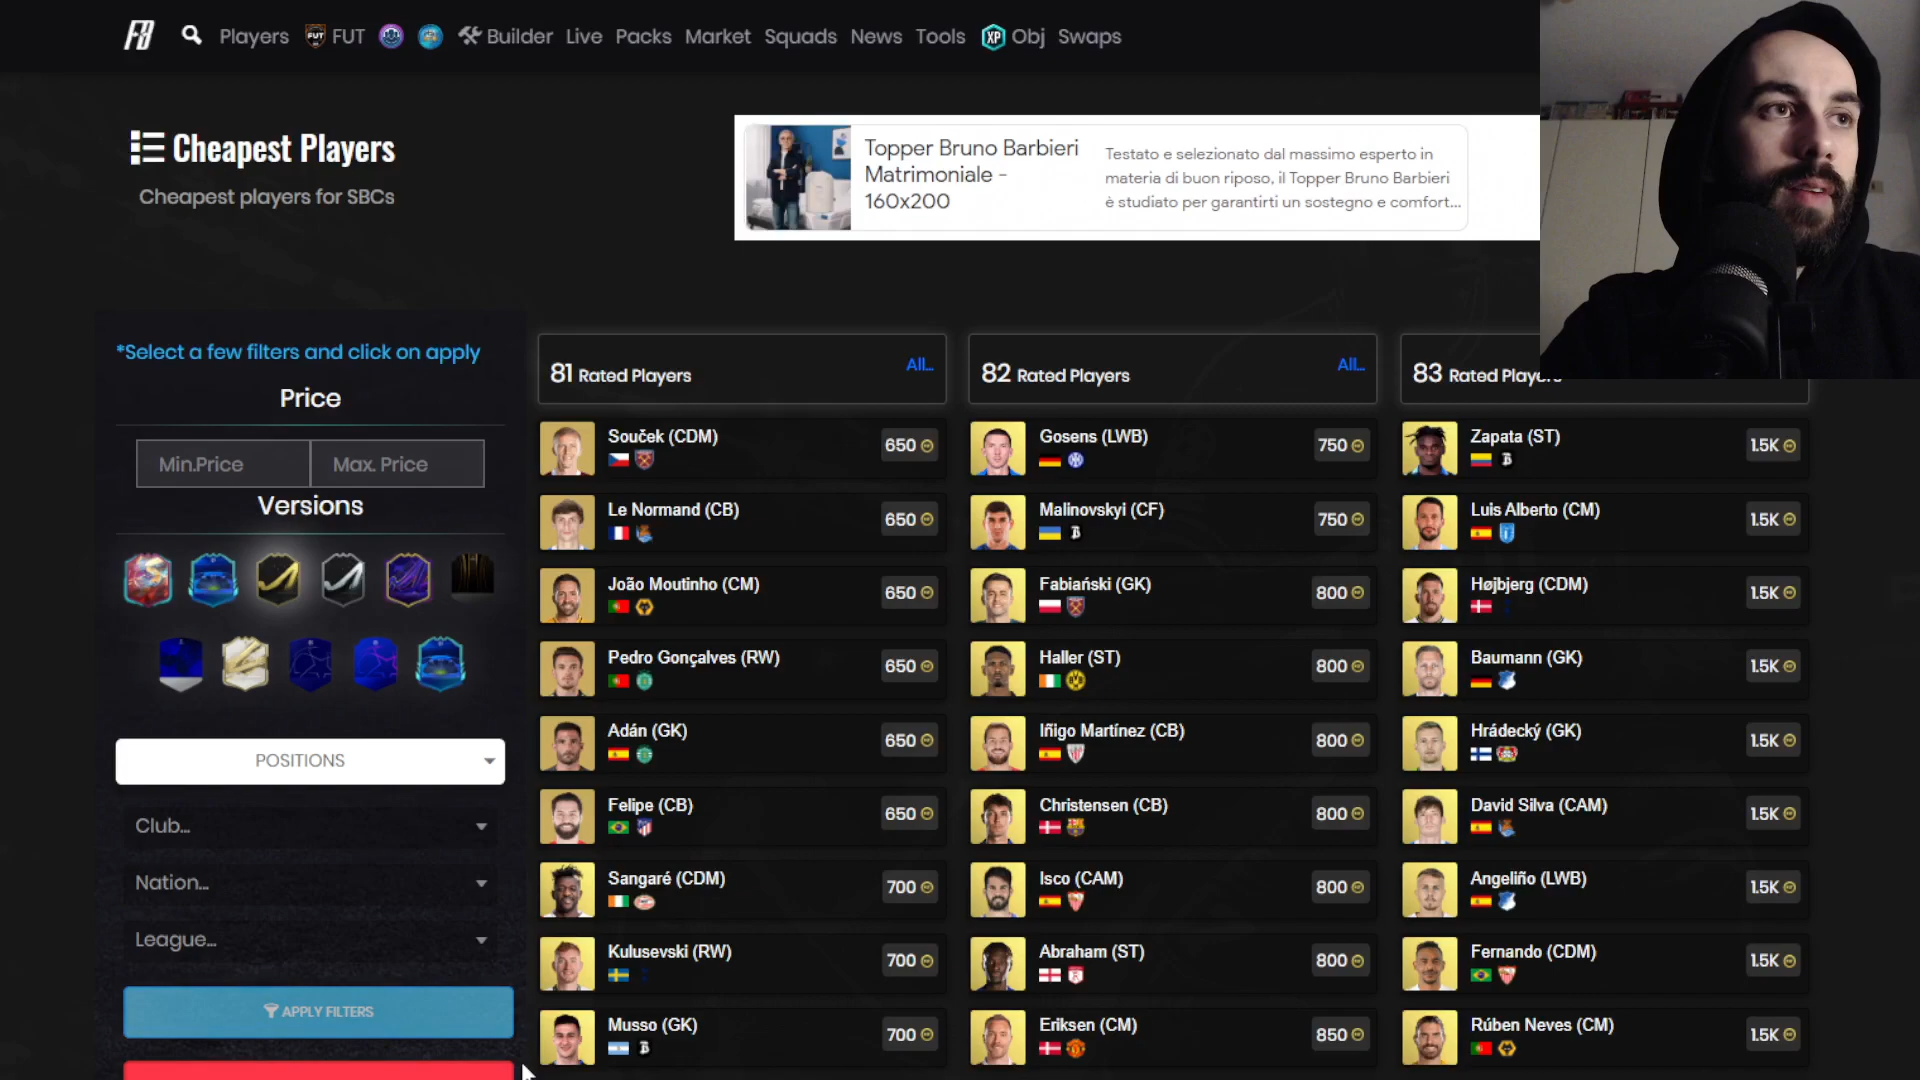 FB Players FUT Builder Live Packs Market Squads News Tools XP Obj Swaps
Cheapest Players
Cheapest players for SBCs
Topper Bruno Barbieri
Matrimoniale -
160x200
Testato e selezionato dal massimo esperto in
materia di buon riposo, il Topper Bruno Barbieri
è studiato per garantirti un sostegno e comfort...
*Select a few filters and click on apply
Price
Min.Price Max. Price
Versions
POSITIONS
Club...
Nation...
League...
APPLY FILTERS
81 Rated Players All...
Souček (CDM) 650
Le Normand (CB) 650
João Moutinho (CM) 650
Pedro Gonçalves (RW) 650
Adán (GK) 650
Felipe (CB) 650
Sangaré (CDM) 700
Kulusevski (RW) 700
Musso (GK) 700
82 Rated Players All...
Gosens (LWB) 750
Malinovskyi (CF) 750
Fabiański (GK) 800
Haller (ST) 800
Iñigo Martínez (CB) 800
Christensen (CB) 800
Isco (CAM) 800
Abraham (ST) 800
Eriksen (CM) 850
83 Rated Players
Zapata (ST) 1.5K
Luis Alberto (CM) 1.5K
Højbjerg (CDM) 1.5K
Baumann (GK) 1.5K
Hrádecký (GK) 1.5K
David Silva (CAM) 1.5K
Angeliño (LWB) 1.5K
Fernando (CDM) 1.5K
Rúben Neves (CM) 1.5K